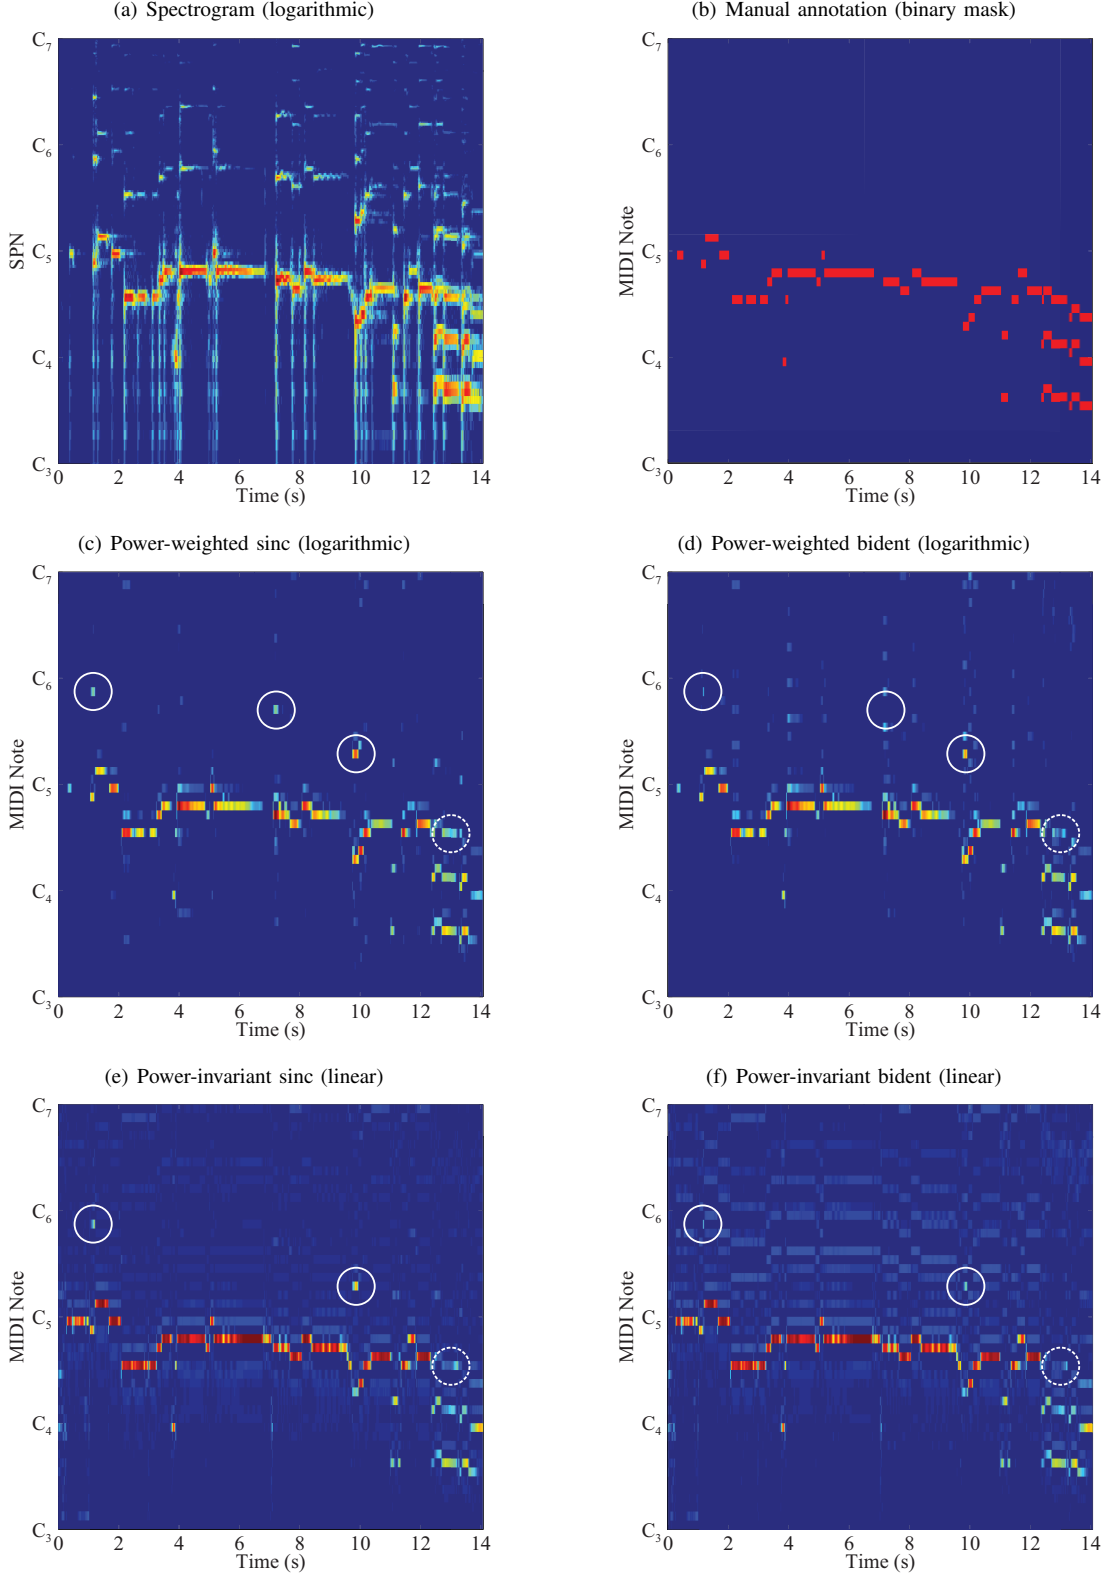 (a) Spectrogram (logarithmic)
C7
C6
SPN
C5
C4
C3
0 2 4 6 8 10 12 14
Time (s)
(b) Manual annotation (binary mask)
C7
C6
MIDI Note
C5
C4
C3
0 2 4 6 8 10 12 14
Time (s)
(c) Power-weighted sinc (logarithmic)
C7
C6
MIDI Note
C5
C4
C3
0 2 4 6 8 10 12 14
Time (s)
(d) Power-weighted bident (logarithmic)
C7
C6
MIDI Note
C5
C4
C3
0 2 4 6 8 10 12 14
Time (s)
(e) Power-invariant sinc (linear)
C7
C6
MIDI Note
C5
C4
C3
0 2 4 6 8 10 12 14
Time (s)
(f) Power-invariant bident (linear)
C7
C6
MIDI Note
C5
C4
C3
0 2 4 6 8 10 12 14
Time (s)